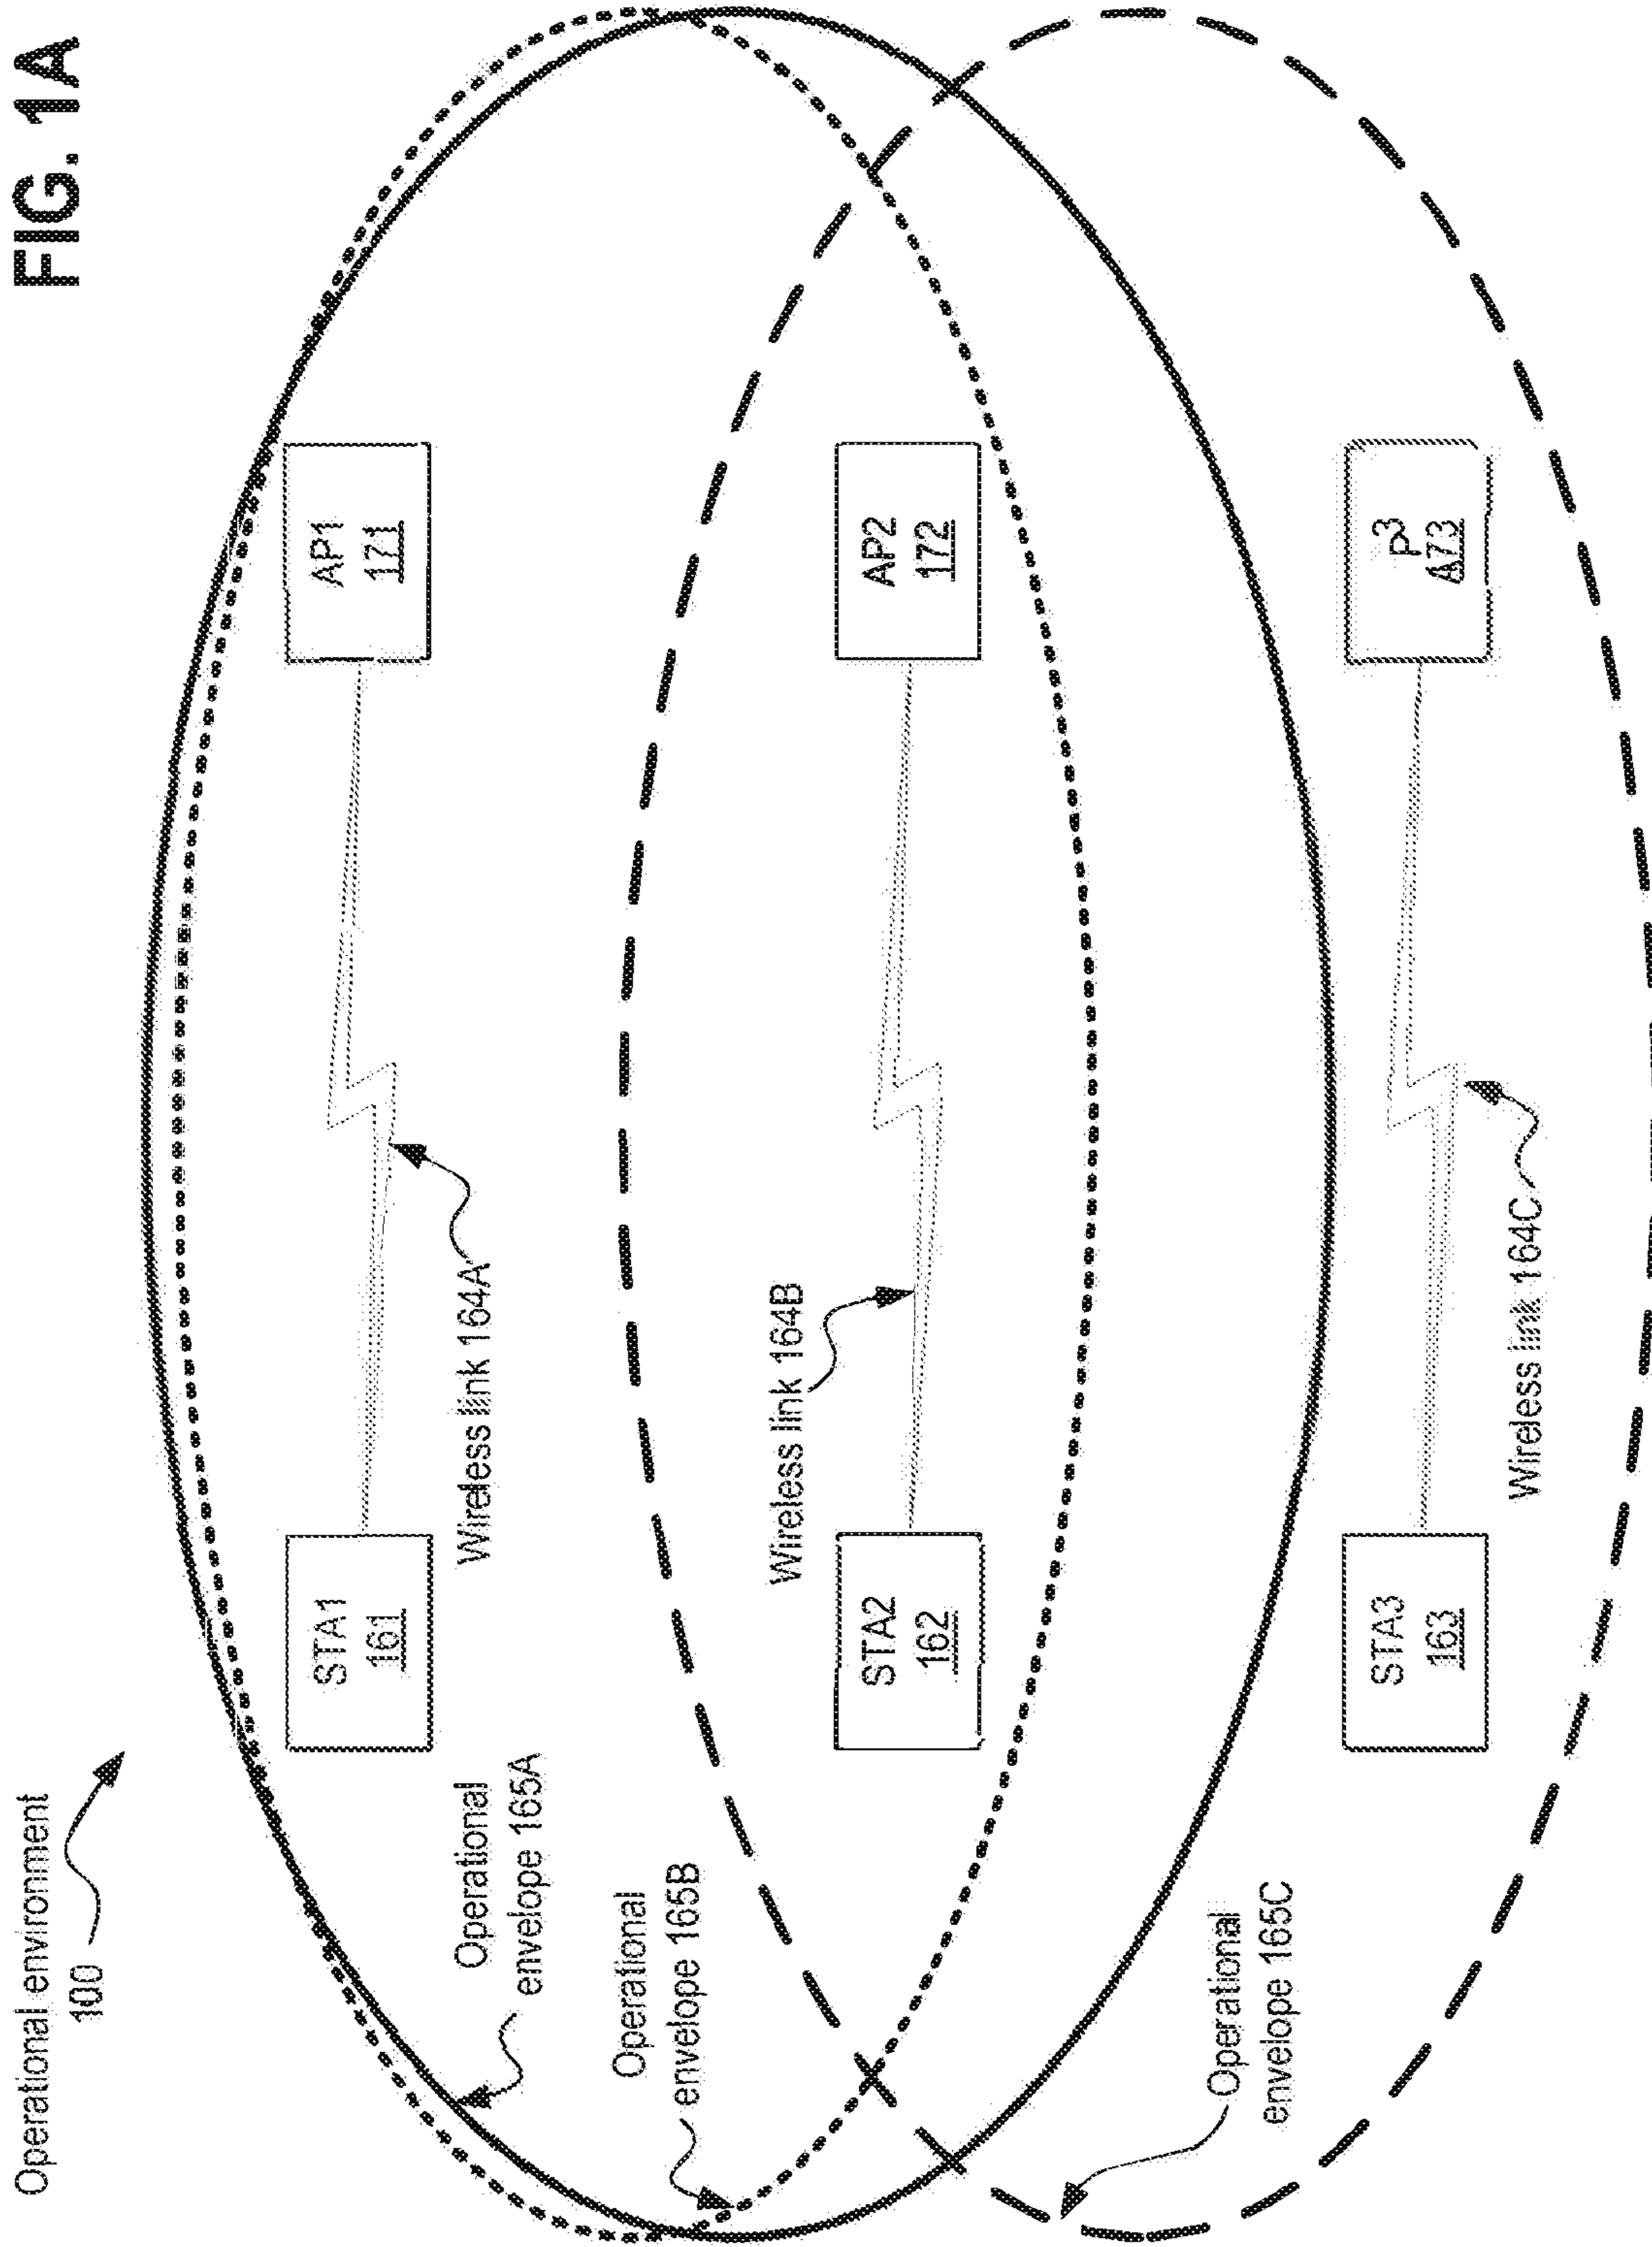 FIG. 1A
Operational environment
100
STA1
161
AP1
171
Wireless link 164A
Operational
envelope 165A
Operational
envelope 165B
Wireless link 164B
STA2
162
AP2
172
Operational
envelope 165C
STA3
163
P3
A73
Wireless link 164C